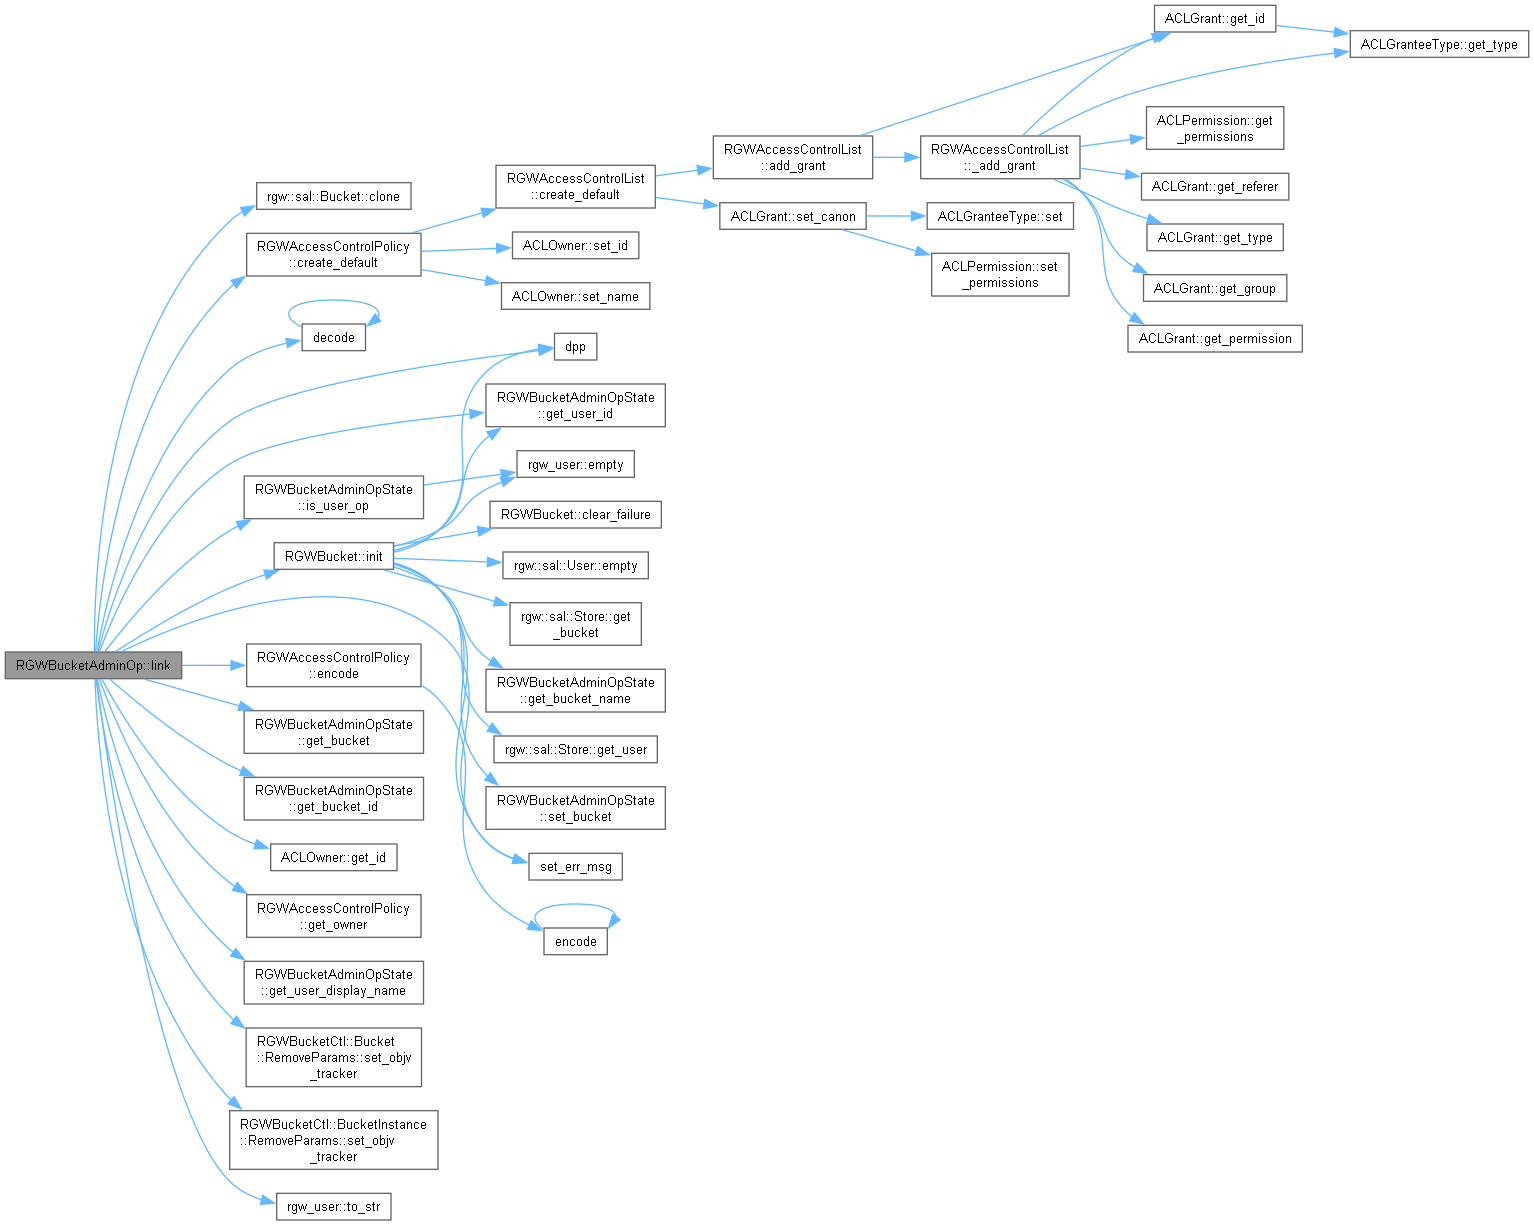 ACLGrant::get_id
ACLGranteeType::get_type
ACLPermission::get
_permissions
RGWAccessControlList
::add_grant
RGWAccessControlList
::_add_grant
RGWAccessControlList
::create_default
ACLGrant::get_referer
rgw::sal::Bucket::clone
ACLGrant::set_canon
ACLGranteeType::set
ACLGrant::get_type
RGWAccessControlPolicy
::create_default
ACLOwner::set_id
ACLPermission::set
_permissions
ACLGrant::get_group
ACLOwner::set_name
decode
ACLGrant::get_permission
dpp
RGWBucketAdminOpState
::get_user_id
rgw_user::empty
RGWBucketAdminOpState
::is_user_op
RGWBucket::clear_failure
RGWBucket::init
rgw::sal::User::empty
rgw::sal::Store::get
_bucket
RGWBucketAdminOp::link
RGWAccessControlPolicy
::encode
RGWBucketAdminOpState
::get_bucket_name
RGWBucketAdminOpState
::get_bucket
rgw::sal::Store::get_user
RGWBucketAdminOpState
::get_bucket_id
RGWBucketAdminOpState
::set_bucket
ACLOwner::get_id
set_err_msg
RGWAccessControlPolicy
::get_owner
encode
RGWBucketAdminOpState
::get_user_display_name
RGWBucketCtl::Bucket
::RemoveParams::set_objv
_tracker
RGWBucketCtl::BucketInstance
::RemoveParams::set_objv
_tracker
rgw_user::to_str